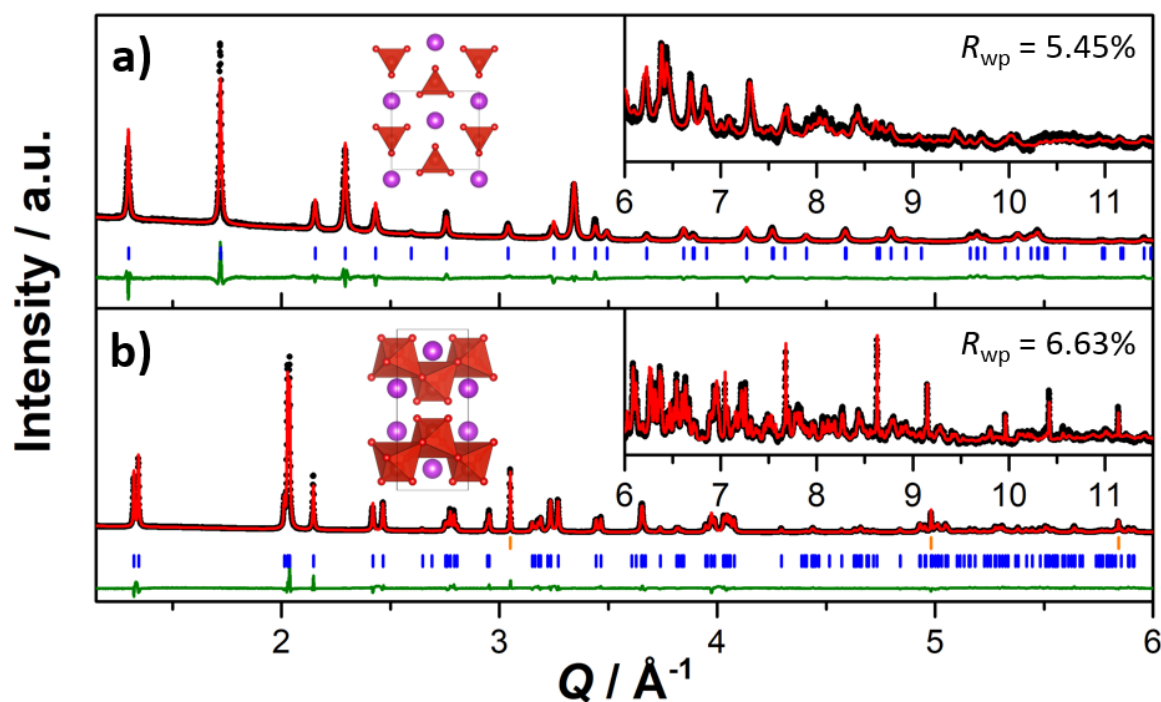 a)
R_wp = 5.45%
6 7 8 9 10 11
b)
R_wp = 6.63%
6 7 8 9 10 11
Intensity / a.u.
2 3 4 5 6
Q / Å⁻¹